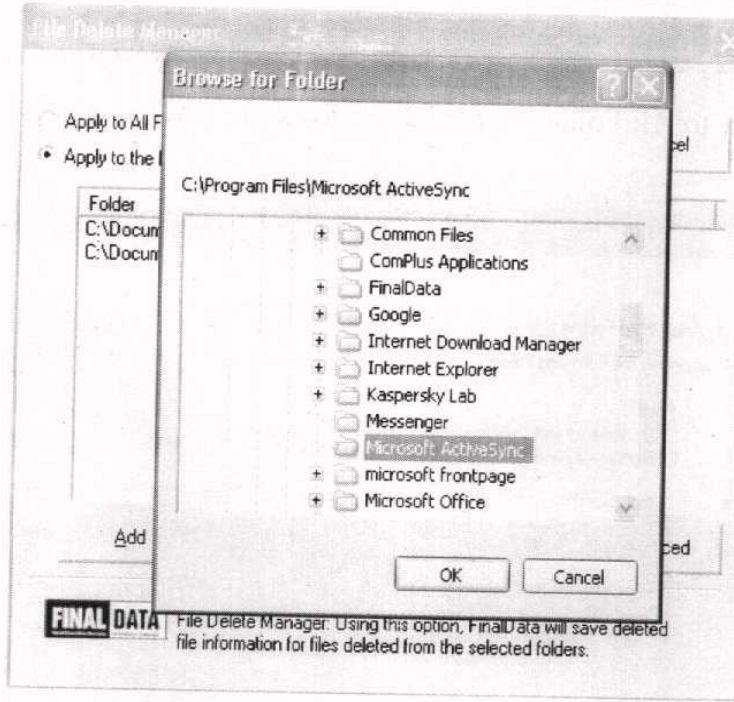 File Delete Manager
Browse for Folder
Apply to All F
cel
Apply to the
C:\Program Files\Microsoft ActiveSync
Folder
C:\Docum
C:\Docum
Common Files
ComPlus Applications
FinalData
Google
Internet Download Manager
Internet Explorer
Kaspersky Lab
Messenger
Microsoft ActiveSync
microsoft frontpage
Microsoft Office
Add
ced
OK
Cancel
FINAL DATA
File Delete Manager: Using this option, FinalData will save deleted
file information for files deleted from the selected folders.